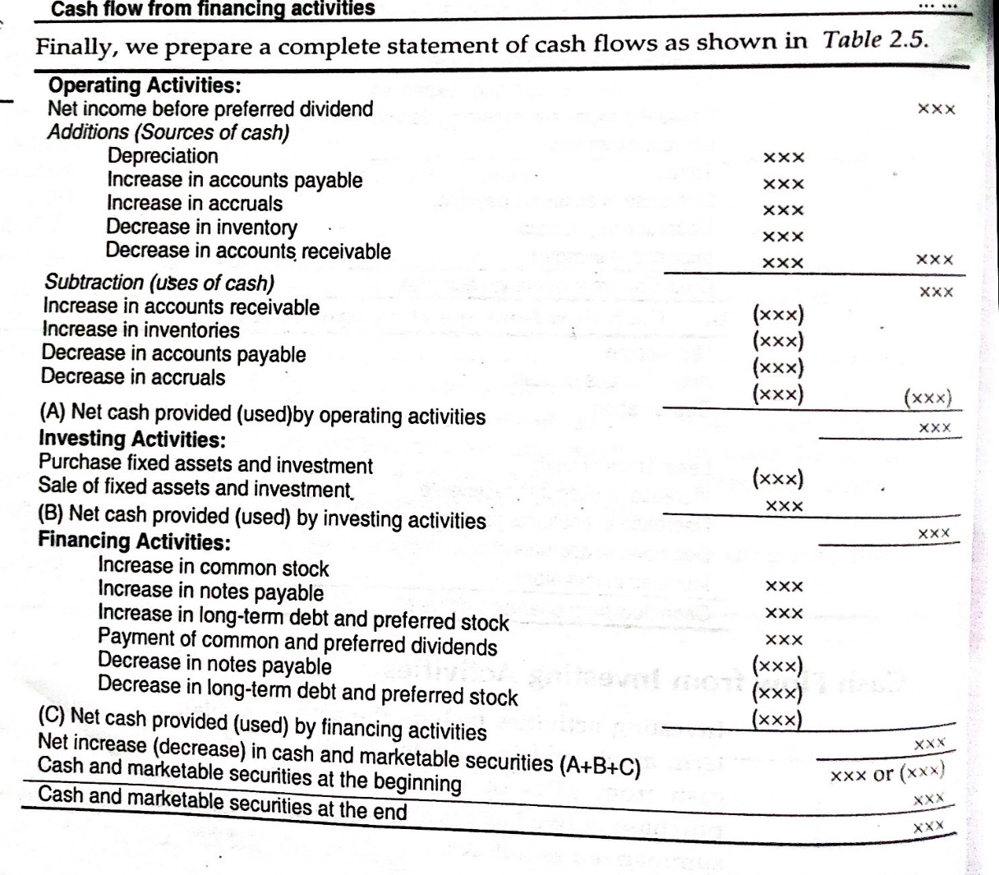 Cash flow from financing activities ... ...
Finally, we prepare a complete statement of cash flows as shown in Table 2.5.
Operating Activities:
Net income before preferred dividend xxx
Additions (Sources of cash)
Depreciation xxx
Increase in accounts payable xxx
Increase in accruals xxx
Decrease in inventory xxx
Decrease in accounts receivable xxx xxx
Subtraction (uses of cash) xxx
Increase in accounts receivable (xxx)
Increase in inventories (xxx)
Decrease in accounts payable (xxx)
Decrease in accruals (xxx) (xxx)
(A) Net cash provided (used)by operating activities xxx
Investing Activities:
Purchase fixed assets and investment (xxx)
Sale of fixed assets and investment. xxx
(B) Net cash provided (used) by investing activities xxx
Financing Activities:
Increase in common stock xxx
Increase in notes payable xxx
Increase in long-term debt and preferred stock xxx
Payment of common and preferred dividends (xxx)
Decrease in notes payable (xxx)
Decrease in long-term debt and preferred stock (xxx)
(C) Net cash provided (used) by financing activities xxx
Net increase (decrease) in cash and marketable securities (A+B+C) xxx or (xxx)
Cash and marketable securities at the beginning xxx
Cash and marketable securities at the end xxx